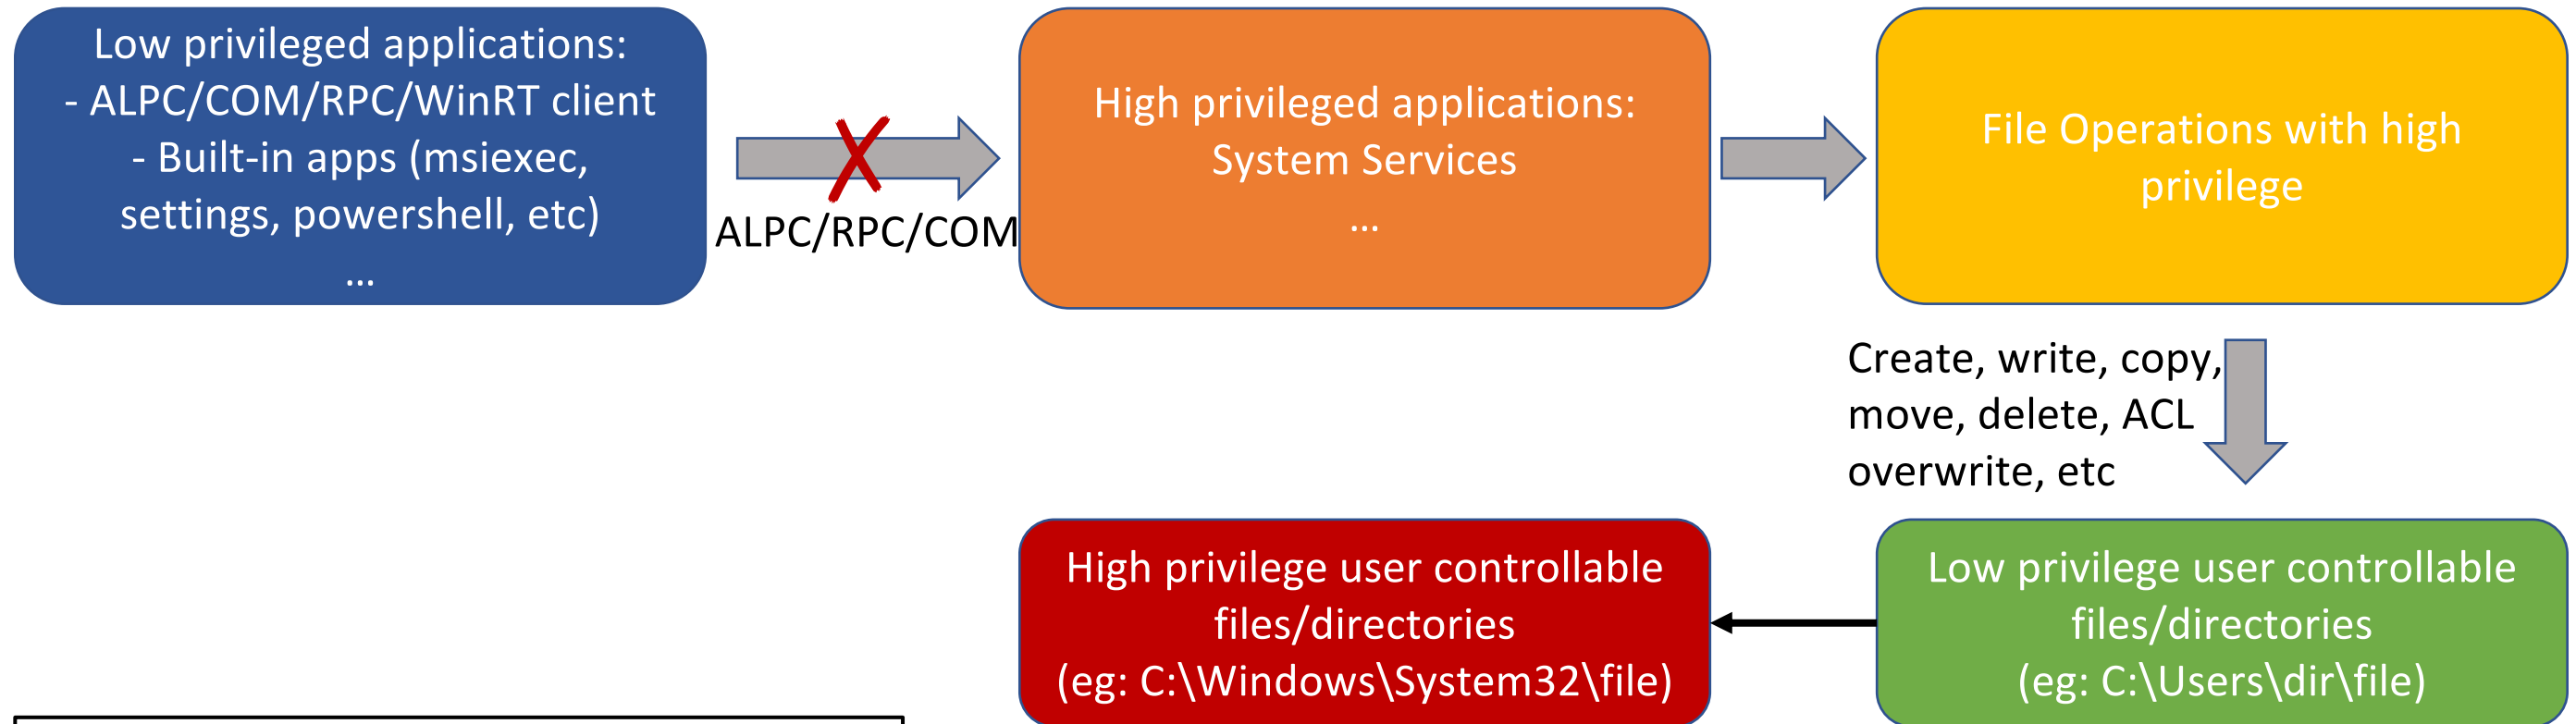 Low privileged applications:
- ALPC/COM/RPC/WinRT client
- Built-in apps (msiexec,
settings, powershell, etc)
...
ALPC/RPC/COM
High privileged applications:
System Services
...
File Operations with high
privilege
Create, write, copy,
move, delete, ACL
overwrite, etc
High privilege user controllable
files/directories
(eg: C:\Windows\System32\file)
Low privilege user controllable
files/directories
(eg: C:\Users\dir\file)